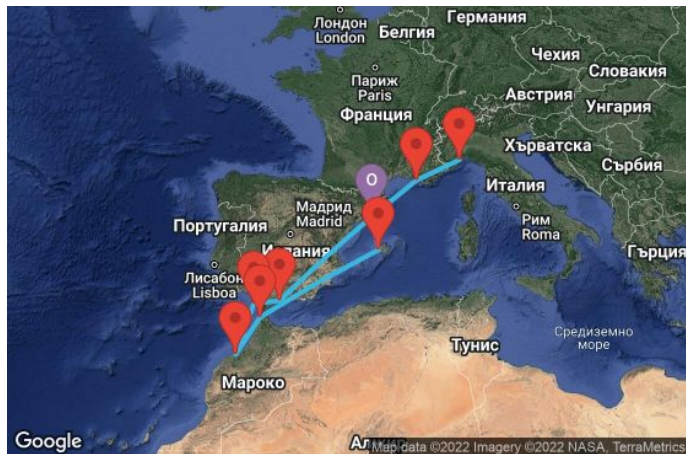 Лондон
London
Германия
Белгия
Чехия
Париж
Paris
Словакия
Австрия
Франция
Унгария
Хърватска
Сърбия
Италия
Мадрид
Madrid
Португалия
Рим
Roma
Испания
Гърция
Лисабон
Lisboa
Средиземно
море
Тунис
Мароко
Google
Map data ©2022 Imagery ©2022 NASA, TerraMetrics
O